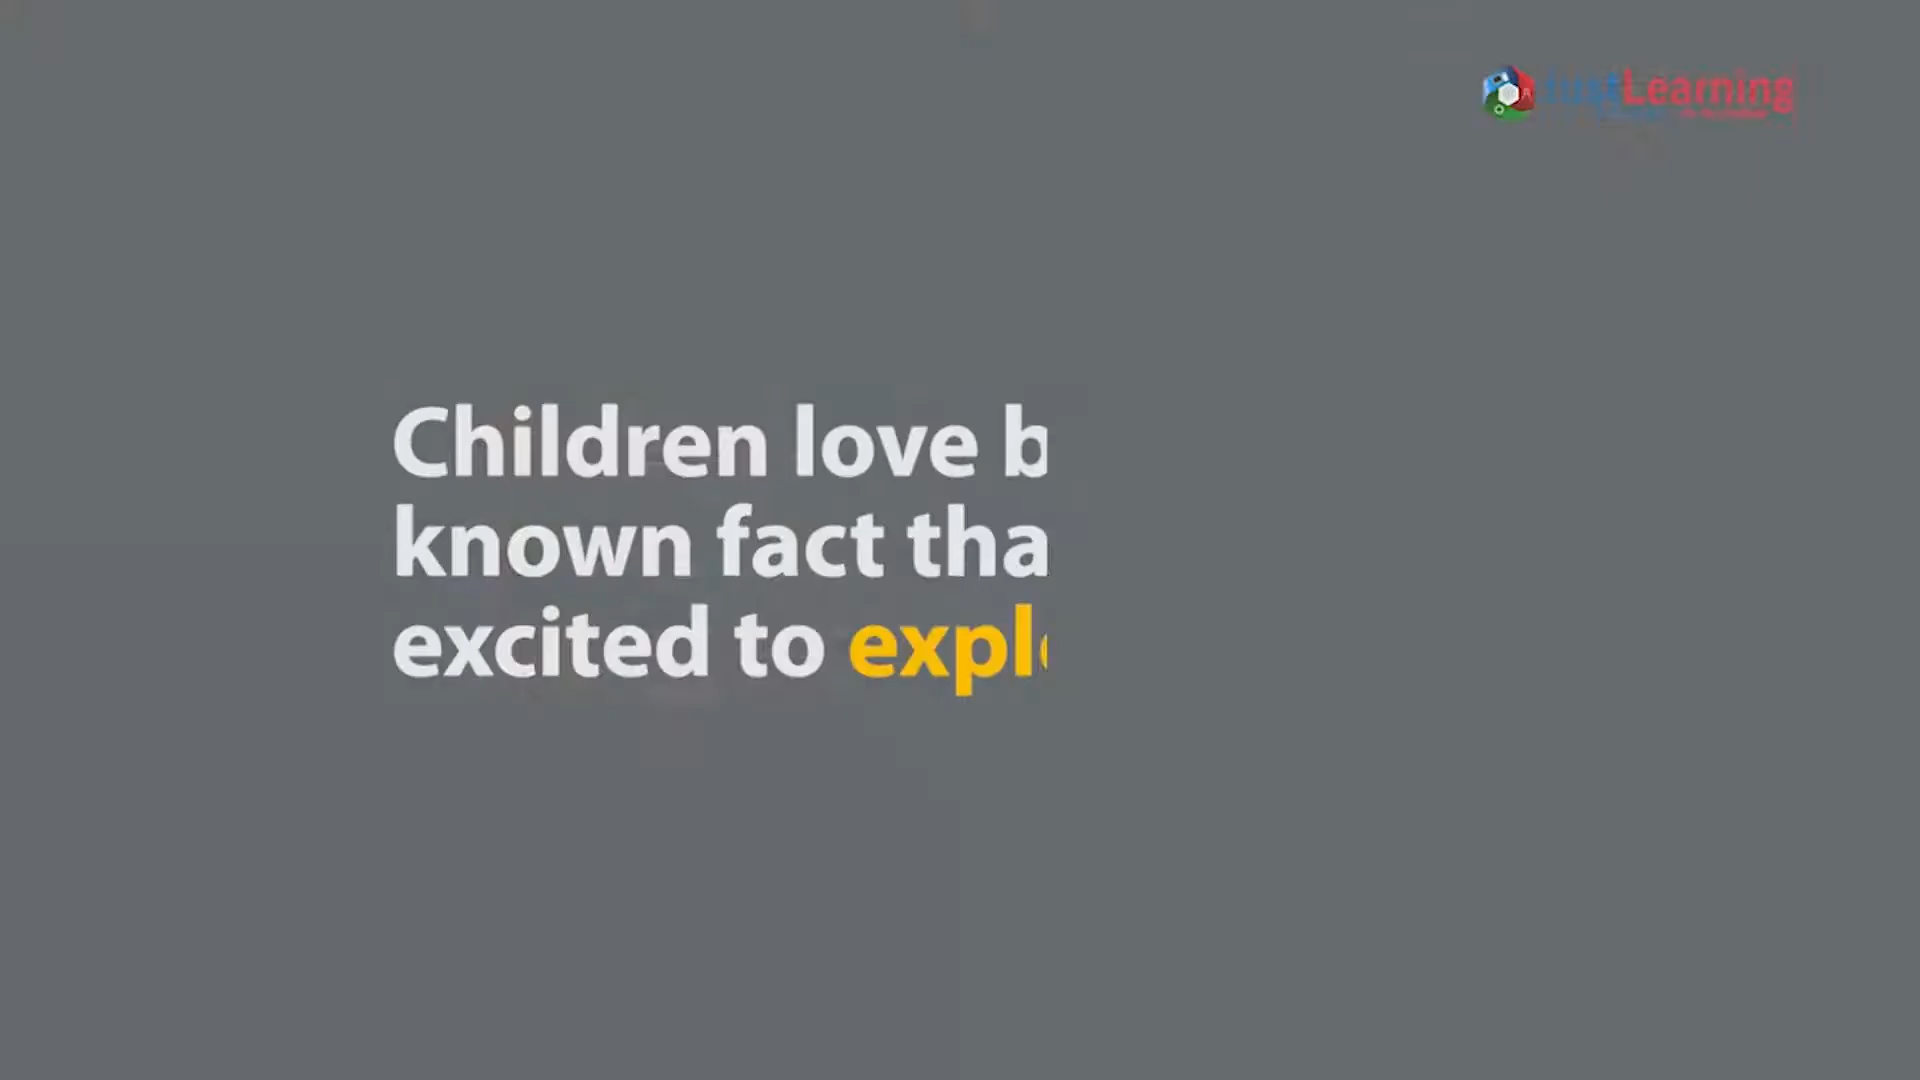 JustLearning
Children love b
known fact tha
excited to expl